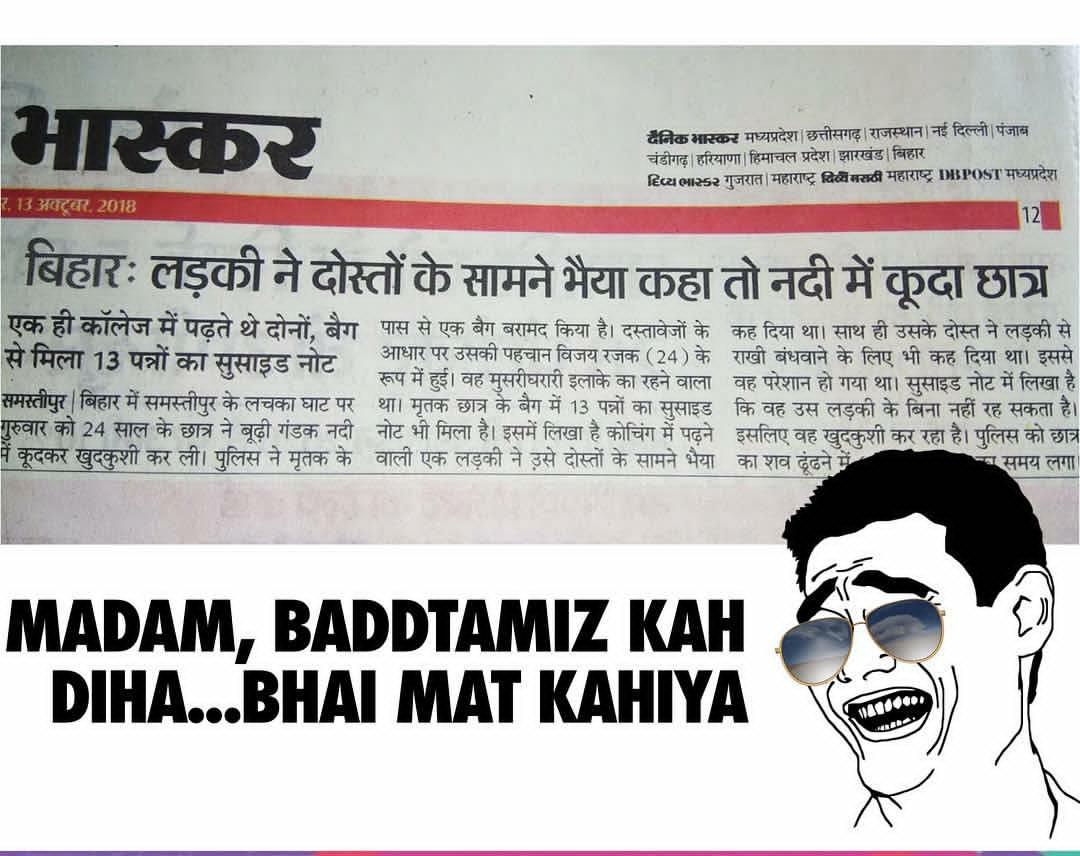 भास्कर
दैनिक भास्कर मध्यप्रदेश | छत्तीसगढ़ | राजस्थान | नई दिल्ली | पंजाब
चंडीगढ़ | हरियाणा | हिमाचल प्रदेश | झारखंड | बिहार
दिव्य भास्कर गुजरात | महाराष्ट्र दिव्य मराठी महाराष्ट्र DB POST मध्यप्रदेश
13 अक्टूबर, 2018
12
बिहार: लड़की ने दोस्तों के सामने भैया कहा तो नदी में कूदा छात्र
एक ही कॉलेज में पढ़ते थे दोनों, बैग
से मिला 13 पन्नों का सुसाइड नोट
समस्तीपुर | बिहार में समस्तीपुर के लचका घाट पर
गुरुवार को 24 साल के छात्र ने बूढ़ी गंडक नदी
में कूदकर खुदकुशी कर ली। पुलिस ने मृतक के
पास से एक बैग बरामद किया है। दस्तावेजों के
आधार पर उसकी पहचान विजय रजक (24) के
रूप में हुई। वह मुसरीघरारी इलाके का रहने वाला
था। मृतक छात्र के बैग में 13 पन्नों का सुसाइड
नोट भी मिला है। इसमें लिखा है कोचिंग में पढ़ने
वाली एक लड़की ने उसे दोस्तों के सामने भैया
कह दिया था। साथ ही उसके दोस्त ने लड़की से
राखी बंधवाने के लिए भी कह दिया था। इससे
वह परेशान हो गया था। सुसाइड नोट में लिखा है
कि वह उस लड़की के बिना नहीं रह सकता है।
इसलिए वह खुदकुशी कर रहा है। पुलिस को छात्र
का शव ढूंढने में समय लगा
MADAM, BADDTAMIZ KAH
DIHA...BHAI MAT KAHIYA